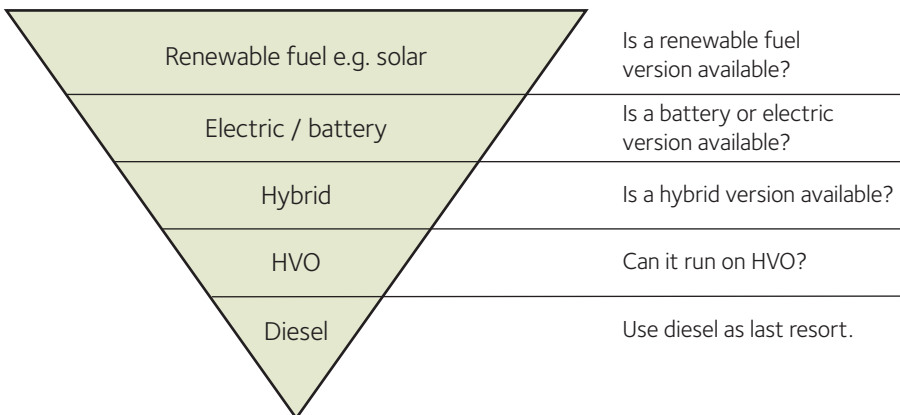 Renewable fuel e.g. solar
Is a renewable fuel
version available?
Electric / battery
Is a battery or electric
version available?
Hybrid
Is a hybrid version available?
HVO
Can it run on HVO?
Diesel
Use diesel as last resort.